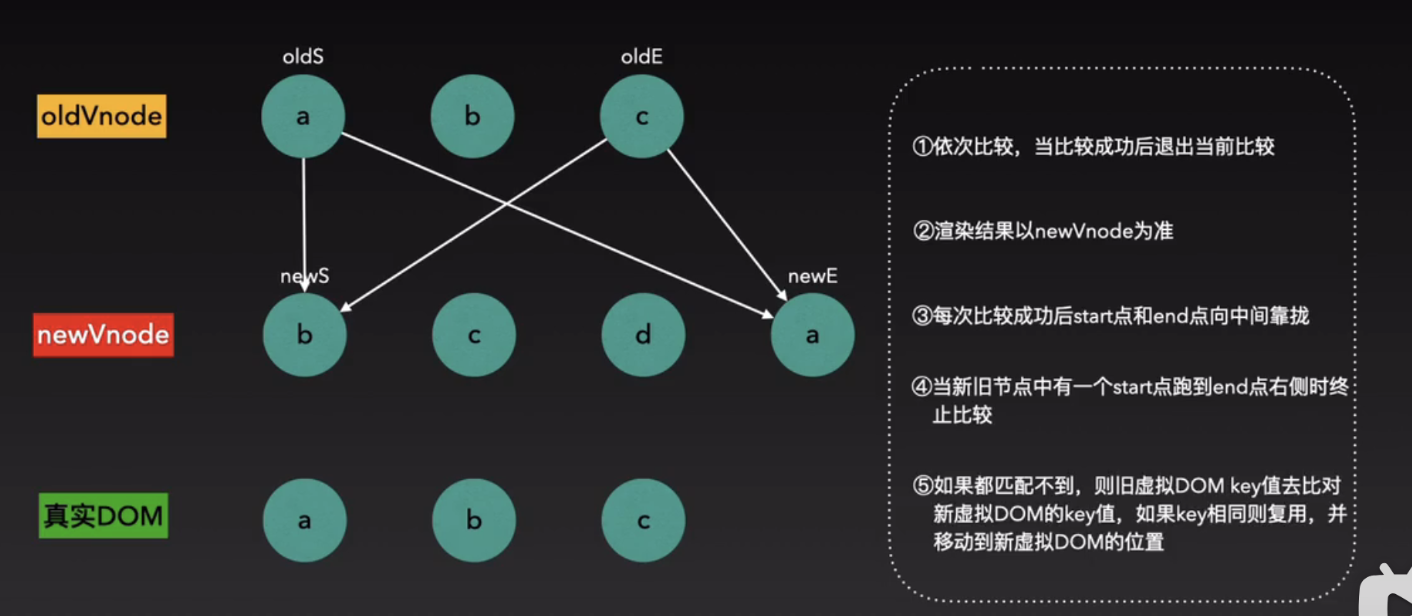 oldS
oldE
oldVnode
a
b
c
newS
newE
newVnode
b
c
d
a
真实DOM
a
b
c
①依次比较，当比较成功后退出当前比较
②渲染结果以newVnode为准
③每次比较成功后start点和end点向中间靠拢
④当新旧节点中有一个start点跑到end点右侧时终
止比较
⑤如果都匹配不到，则旧虚拟DOM key值去比对
新虚拟DOM的key值，如果key相同则复用，并
移动到新虚拟DOM的位置